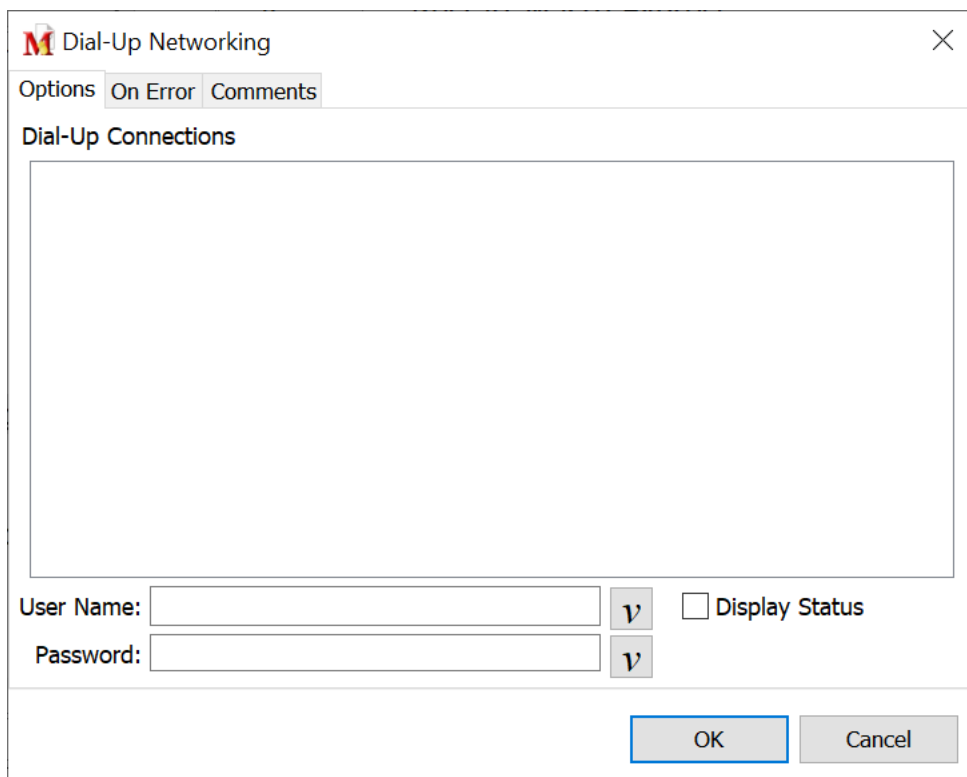 Dial-Up Networking
Options On Error Comments
Dial-Up Connections
User Name: v Display Status
Password: v
OK Cancel